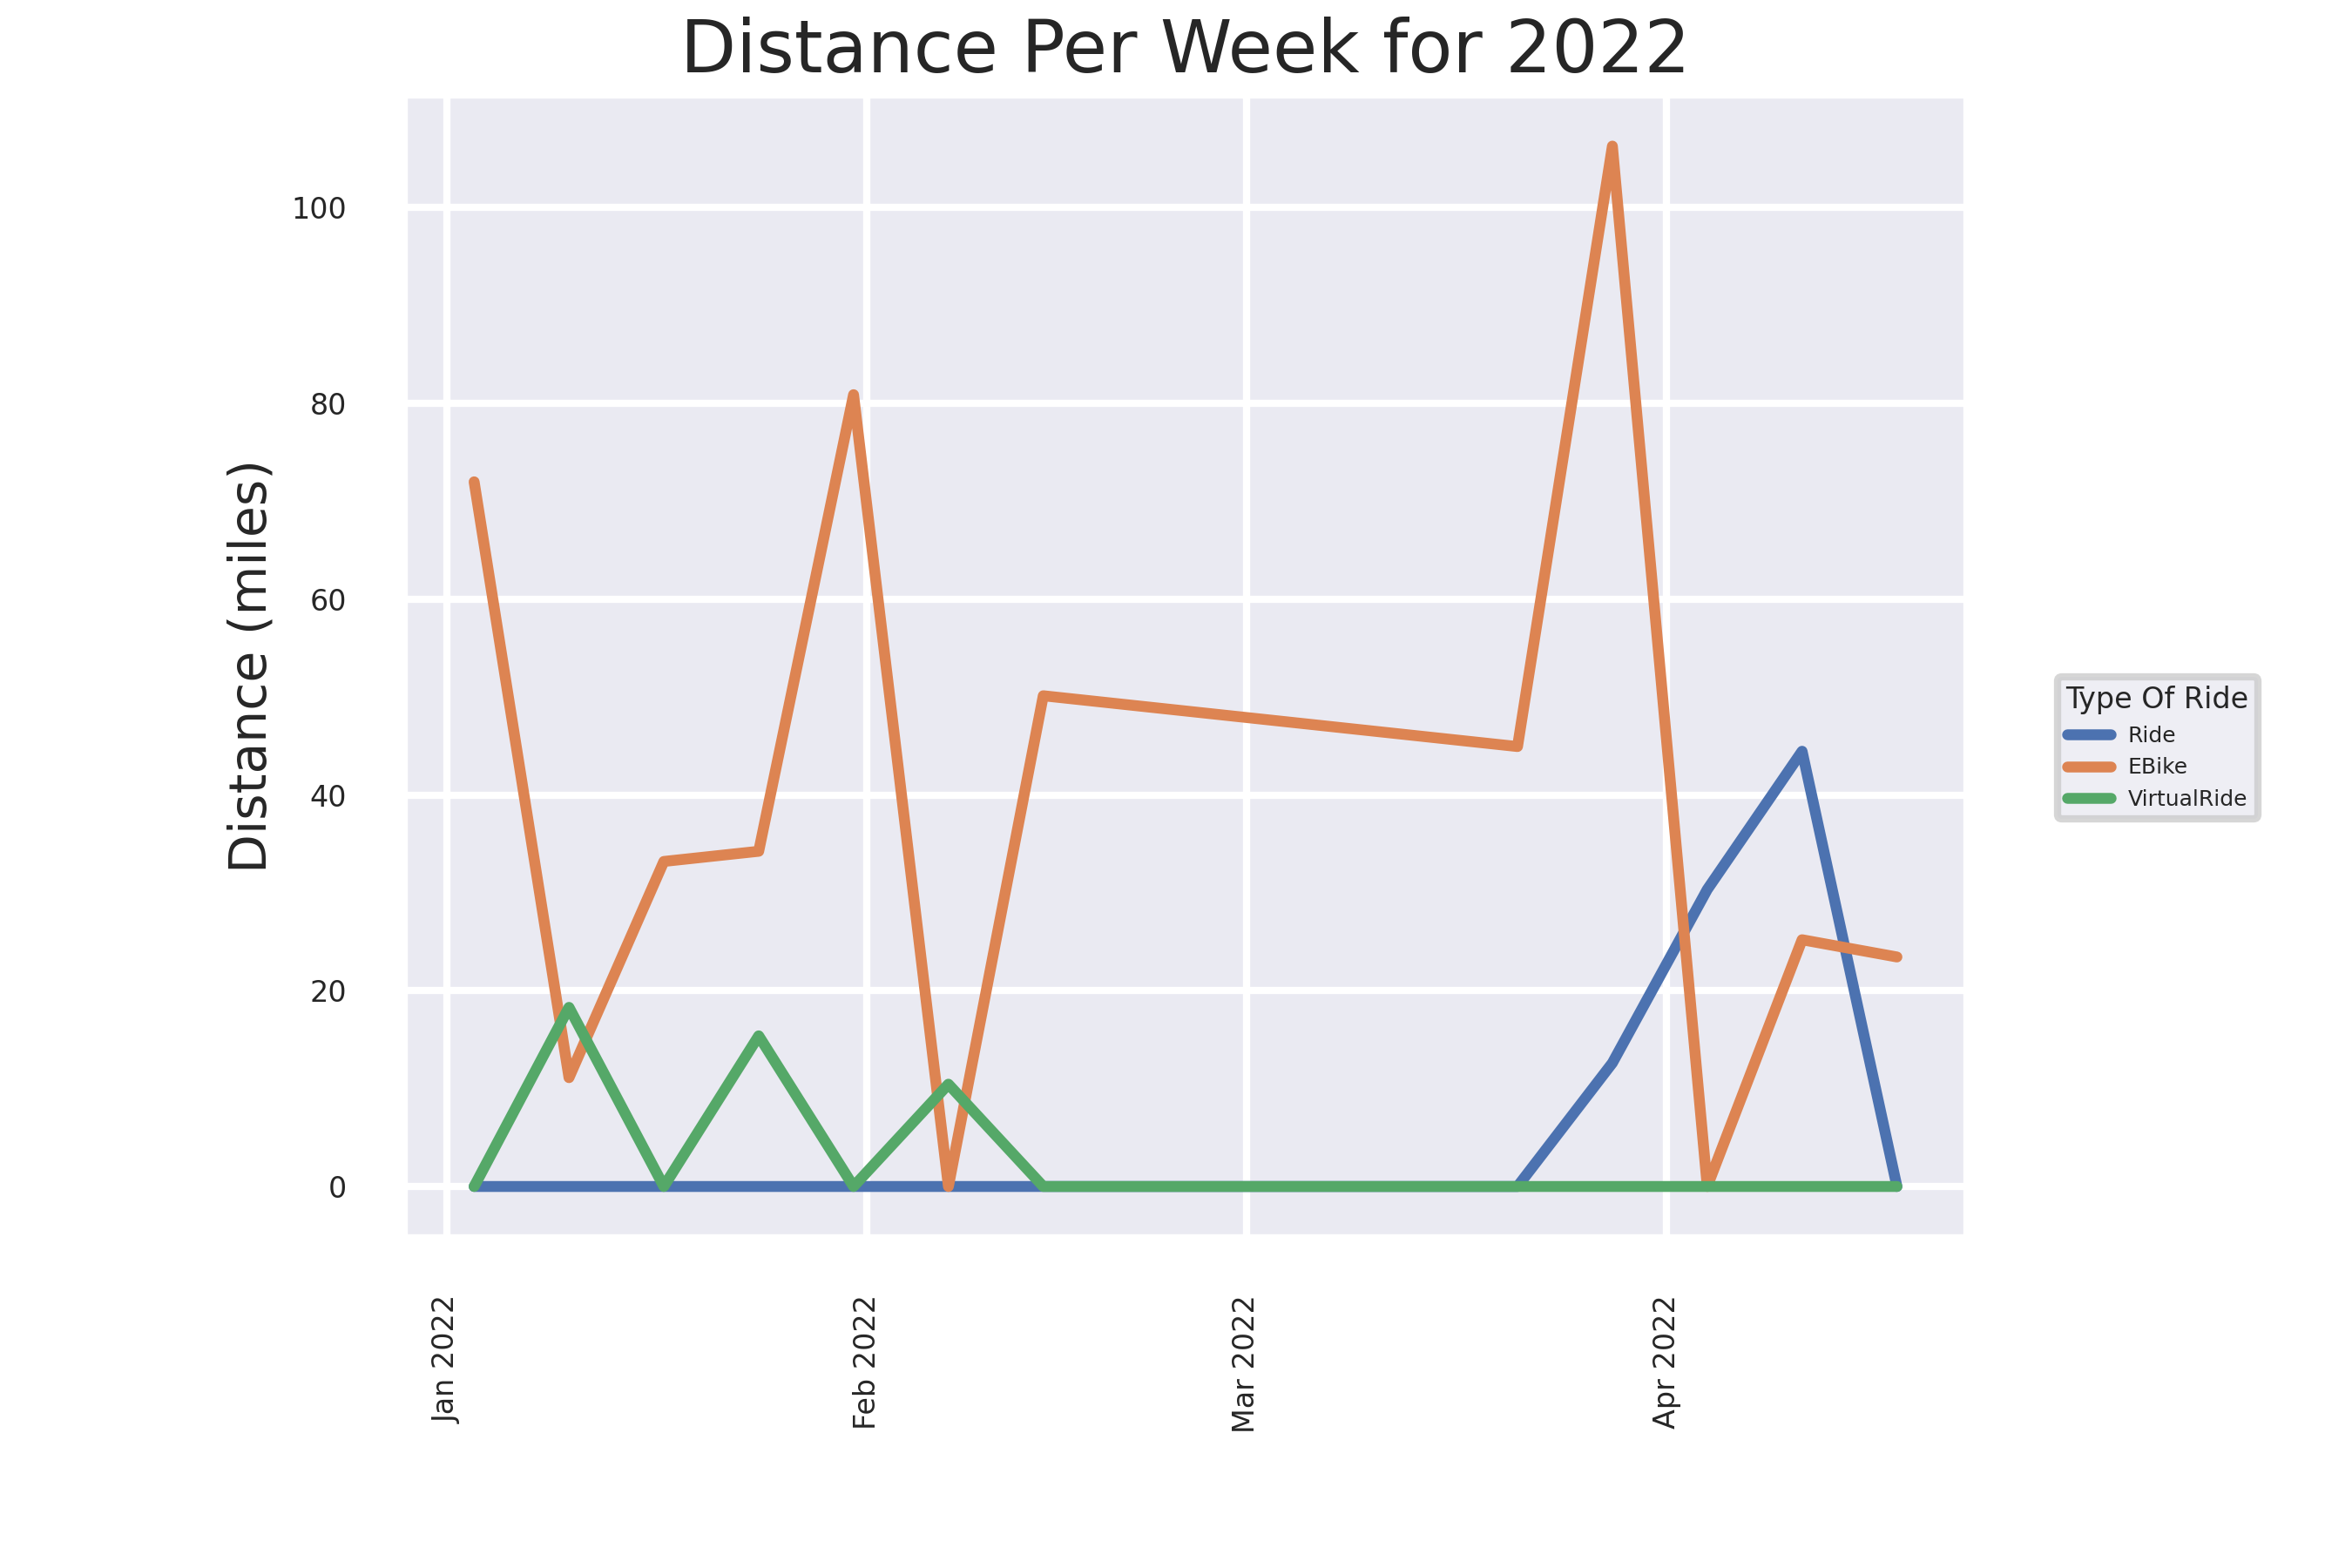 Distance Per Week for 2022
Distance (miles)
100
80
60
40
20
0
Jan 2022
Feb 2022
Mar 2022
Apr 2022
Type Of Ride
Ride
EBike
VirtualRide